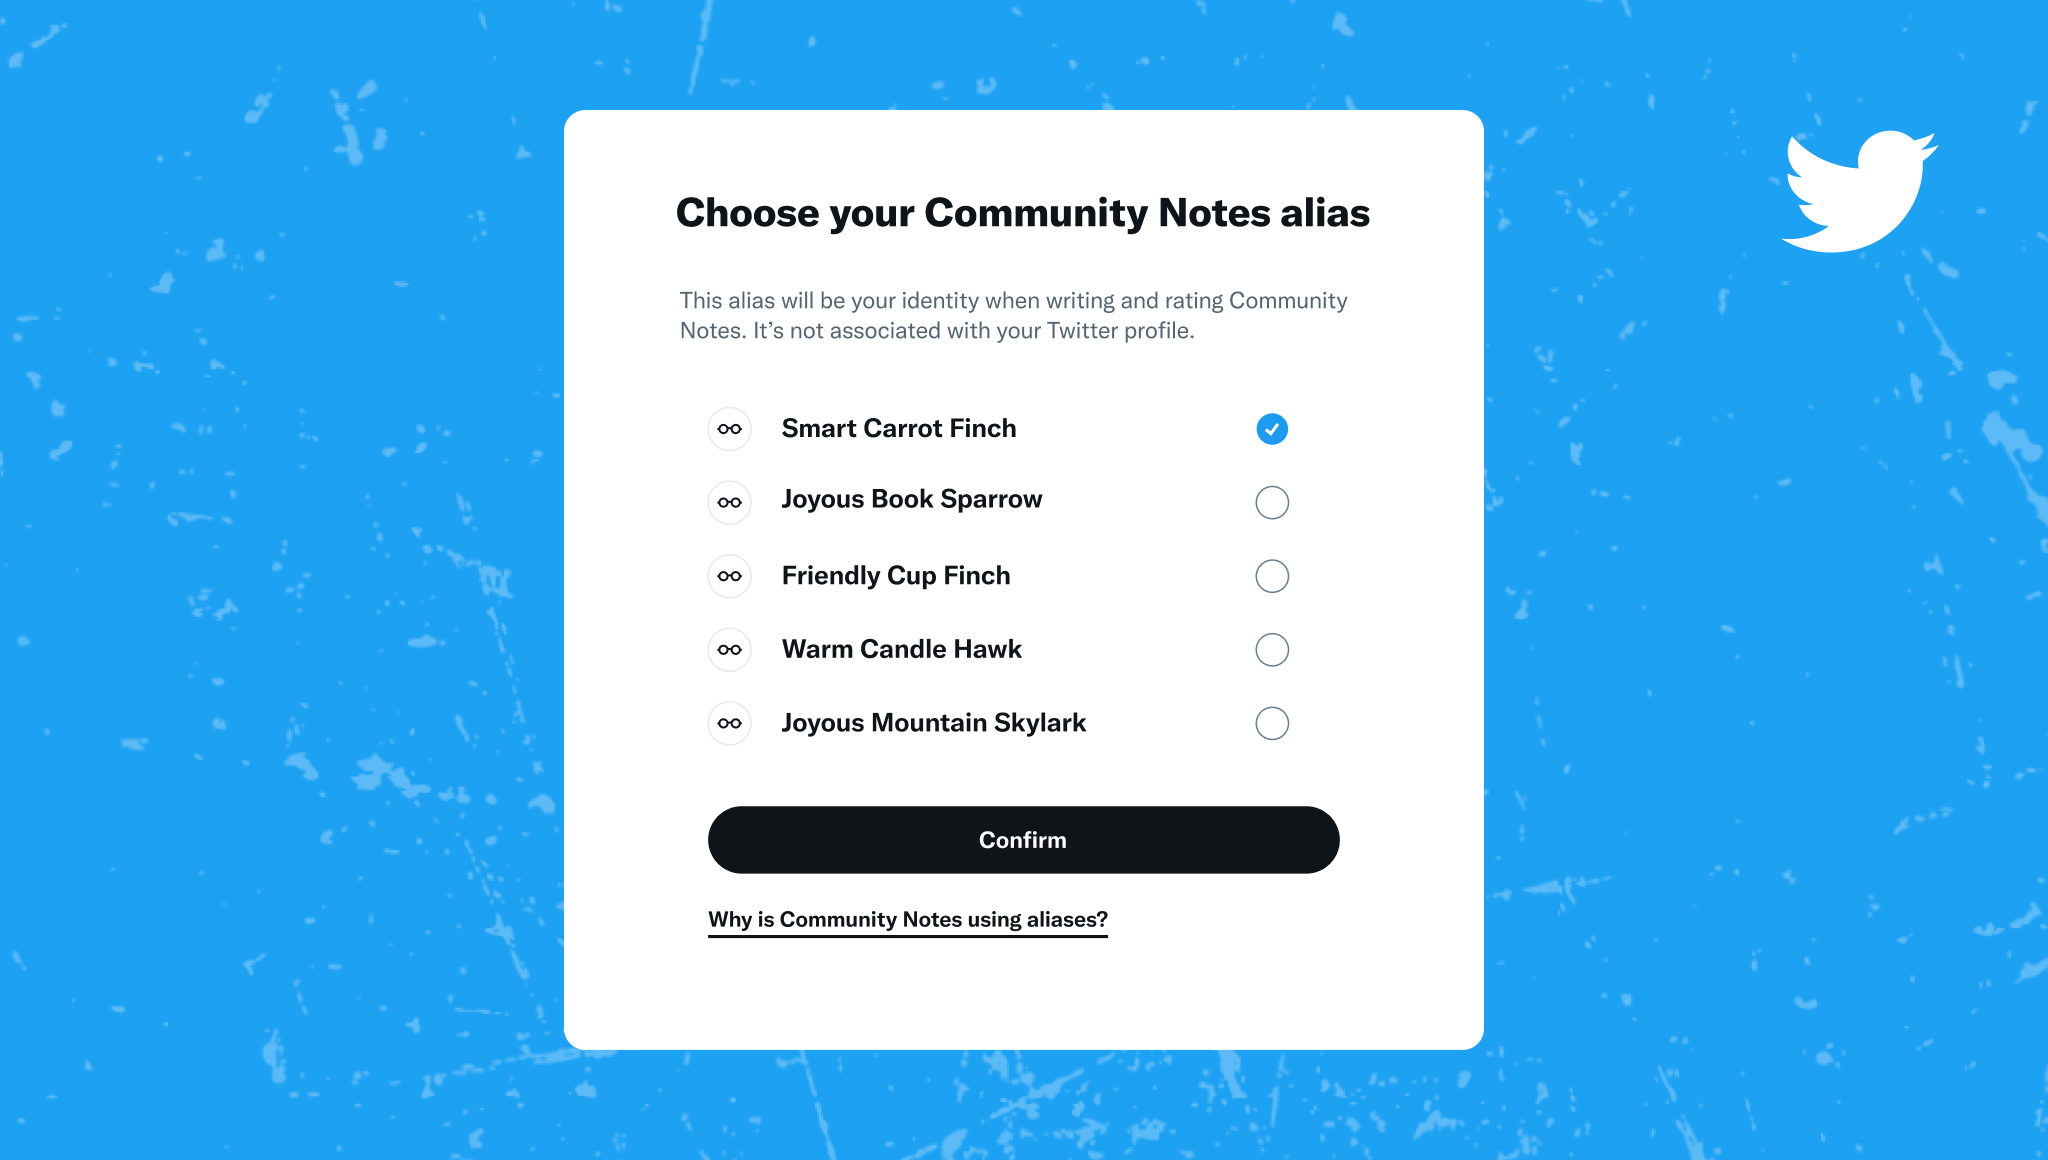 Choose your Community Notes alias
This alias will be your identity when writing and rating Community
Notes. It’s not associated with your Twitter profile.
Smart Carrot Finch
Joyous Book Sparrow
Friendly Cup Finch
Warm Candle Hawk
Joyous Mountain Skylark
Confirm
Why is Community Notes using aliases?